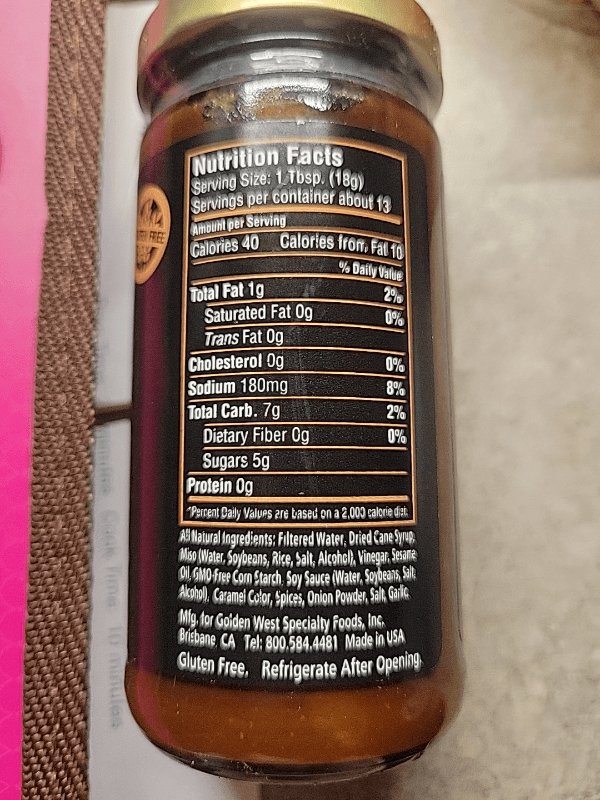 Nutrition Facts
Serving Size: 1 Tbsp. (18g)
Servings per container about 13
Amount per Serving
Calories 40 Calories from Fat 10
% Daily Value
Total Fat 1g 2%
Saturated Fat 0g 0%
Trans Fat 0g
Cholesterol 0g 0%
Sodium 180mg 8%
Total Carb. 7g 2%
Dietary Fiber 0g 0%
Sugars 5g
Protein 0g
*Percent Daily Values are based on a 2,000 calorie diet.
All Natural Ingredients: Filtered Water, Dried Cane Syrup,
Miso (Water, Soybeans, Rice, Salt, Alcohol), Vinegar, Sesame
Oil, GMO-Free Corn Starch, Soy Sauce (Water, Soybeans, Salt,
Alcohol), Caramel Color, Spices, Onion Powder, Salt, Garlic.
Mfg. for Golden West Specialty Foods, Inc.
Brisbane CA Tel: 800.584.4481 Made in USA
Gluten Free. Refrigerate After Opening.
FREE
Cook Time 10 minutes